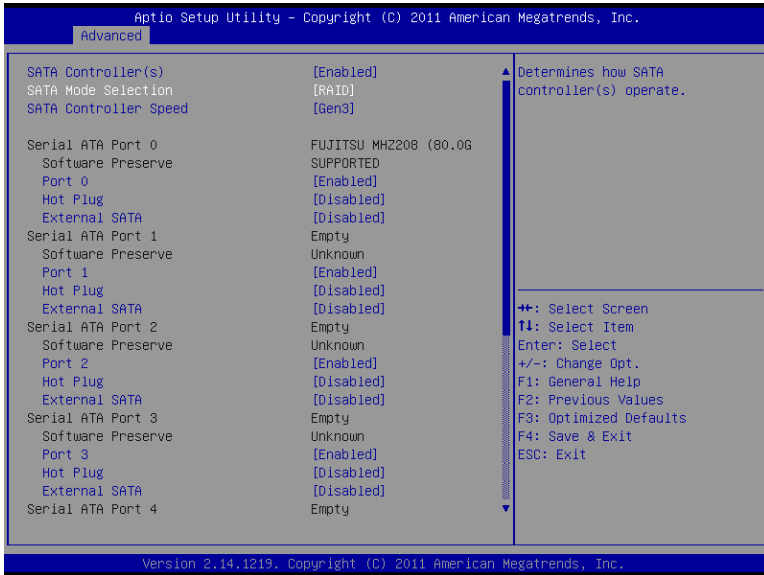 Aptio Setup Utility – Copyright (C) 2011 American Megatrends, Inc.
Advanced
SATA Controller(s) [Enabled]
SATA Mode Selection [RAID]
SATA Controller Speed [Gen3]
Serial ATA Port 0 FUJITSU MHZ208 (80.0G
Software Preserve SUPPORTED
Port 0 [Enabled]
Hot Plug [Disabled]
External SATA [Disabled]
Serial ATA Port 1 Empty
Software Preserve Unknown
Port 1 [Enabled]
Hot Plug [Disabled]
External SATA [Disabled]
Serial ATA Port 2 Empty
Software Preserve Unknown
Port 2 [Enabled]
Hot Plug [Disabled]
External SATA [Disabled]
Serial ATA Port 3 Empty
Software Preserve Unknown
Port 3 [Enabled]
Hot Plug [Disabled]
External SATA [Disabled]
Serial ATA Port 4 Empty
Determines how SATA
controller(s) operate.
→←: Select Screen
↑↓: Select Item
Enter: Select
+/-: Change Opt.
F1: General Help
F2: Previous Values
F3: Optimized Defaults
F4: Save & Exit
ESC: Exit
Version 2.14.1219. Copyright (C) 2011 American Megatrends, Inc.